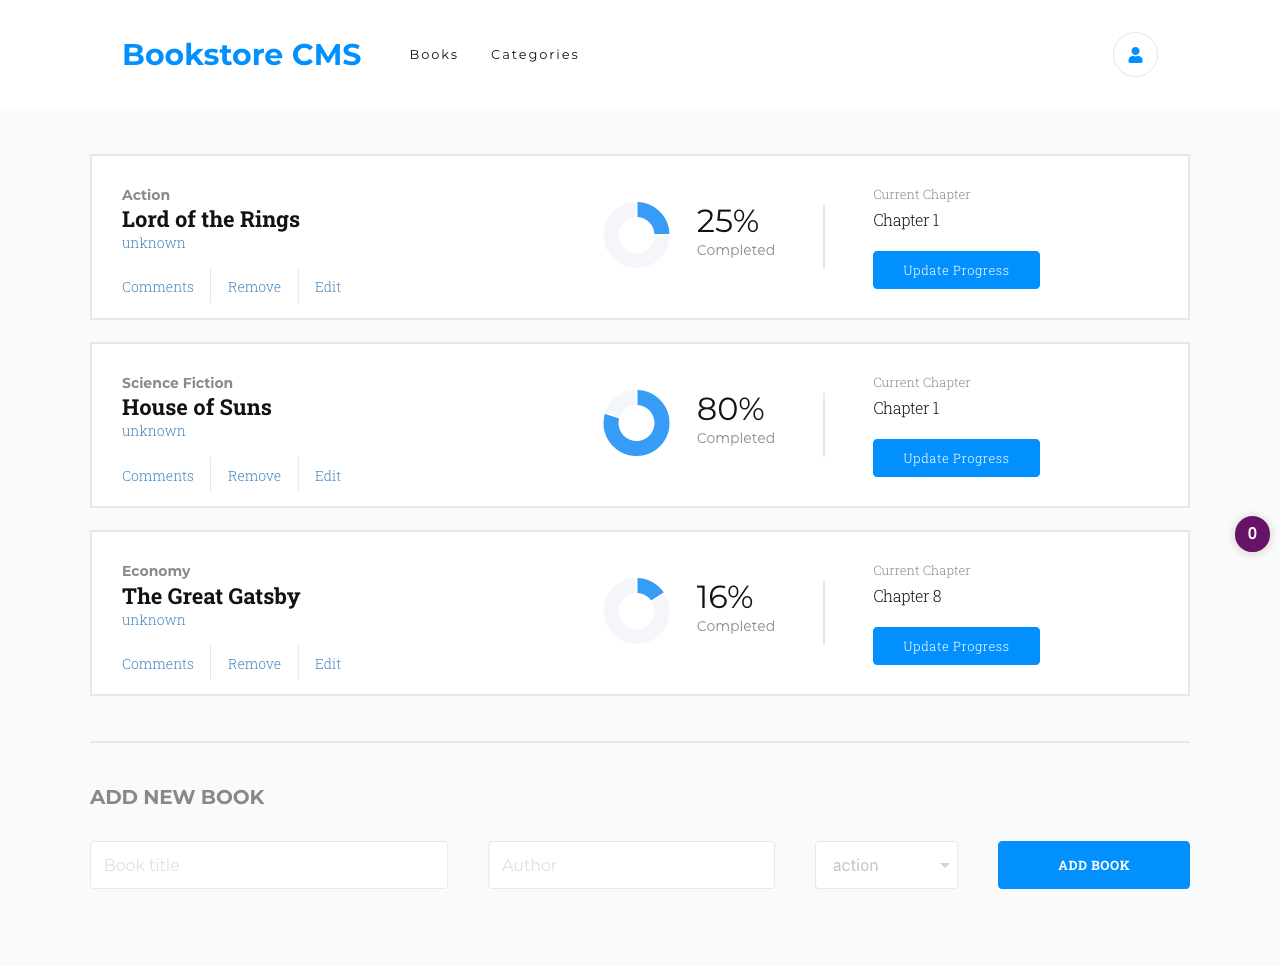 Bookstore CMS
Books Categories
Action
Lord of the Rings
unknown
Comments Remove Edit
25%
Completed
Current Chapter
Chapter 1
Update Progress
Science Fiction
House of Suns
unknown
Comments Remove Edit
80%
Completed
Current Chapter
Chapter 1
Update Progress
Economy
The Great Gatsby
unknown
Comments Remove Edit
16%
Completed
Current Chapter
Chapter 8
Update Progress
0
ADD NEW BOOK
Book title Author action ADD BOOK